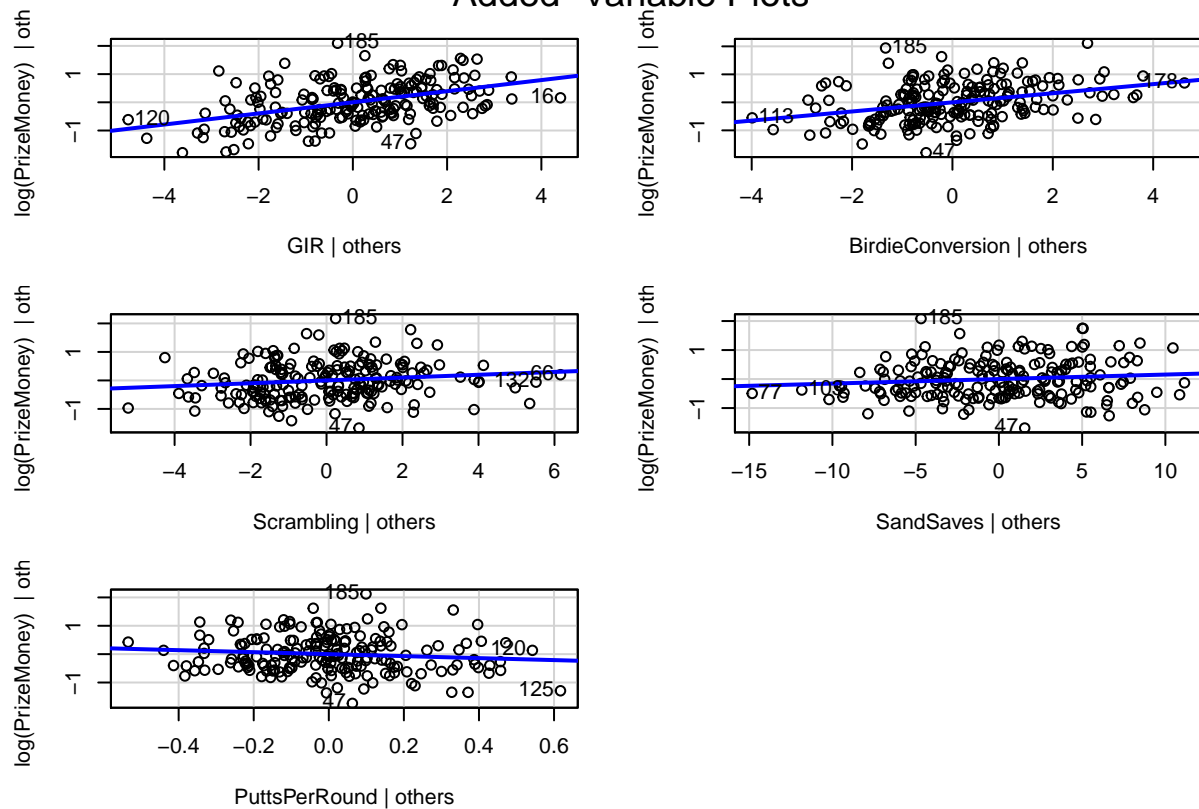 Added−Variable Plots
log(PrizeMoney) | oth
1
−1
185
120
16
47
−4 −2 0 2 4
GIR | others
log(PrizeMoney) | oth
1
−1
185
178
113
47
−4 −2 0 2 4
BirdieConversion | others
log(PrizeMoney) | oth
1
−1
185
132
47
−4 −2 0 2 4 6
Scrambling | others
log(PrizeMoney) | oth
1
−1
185
77
47
−15 −10 −5 0 5 10
SandSaves | others
log(PrizeMoney) | oth
1
−1
185
120
125
47
−0.4 −0.2 0.0 0.2 0.4 0.6
PuttsPerRound | others